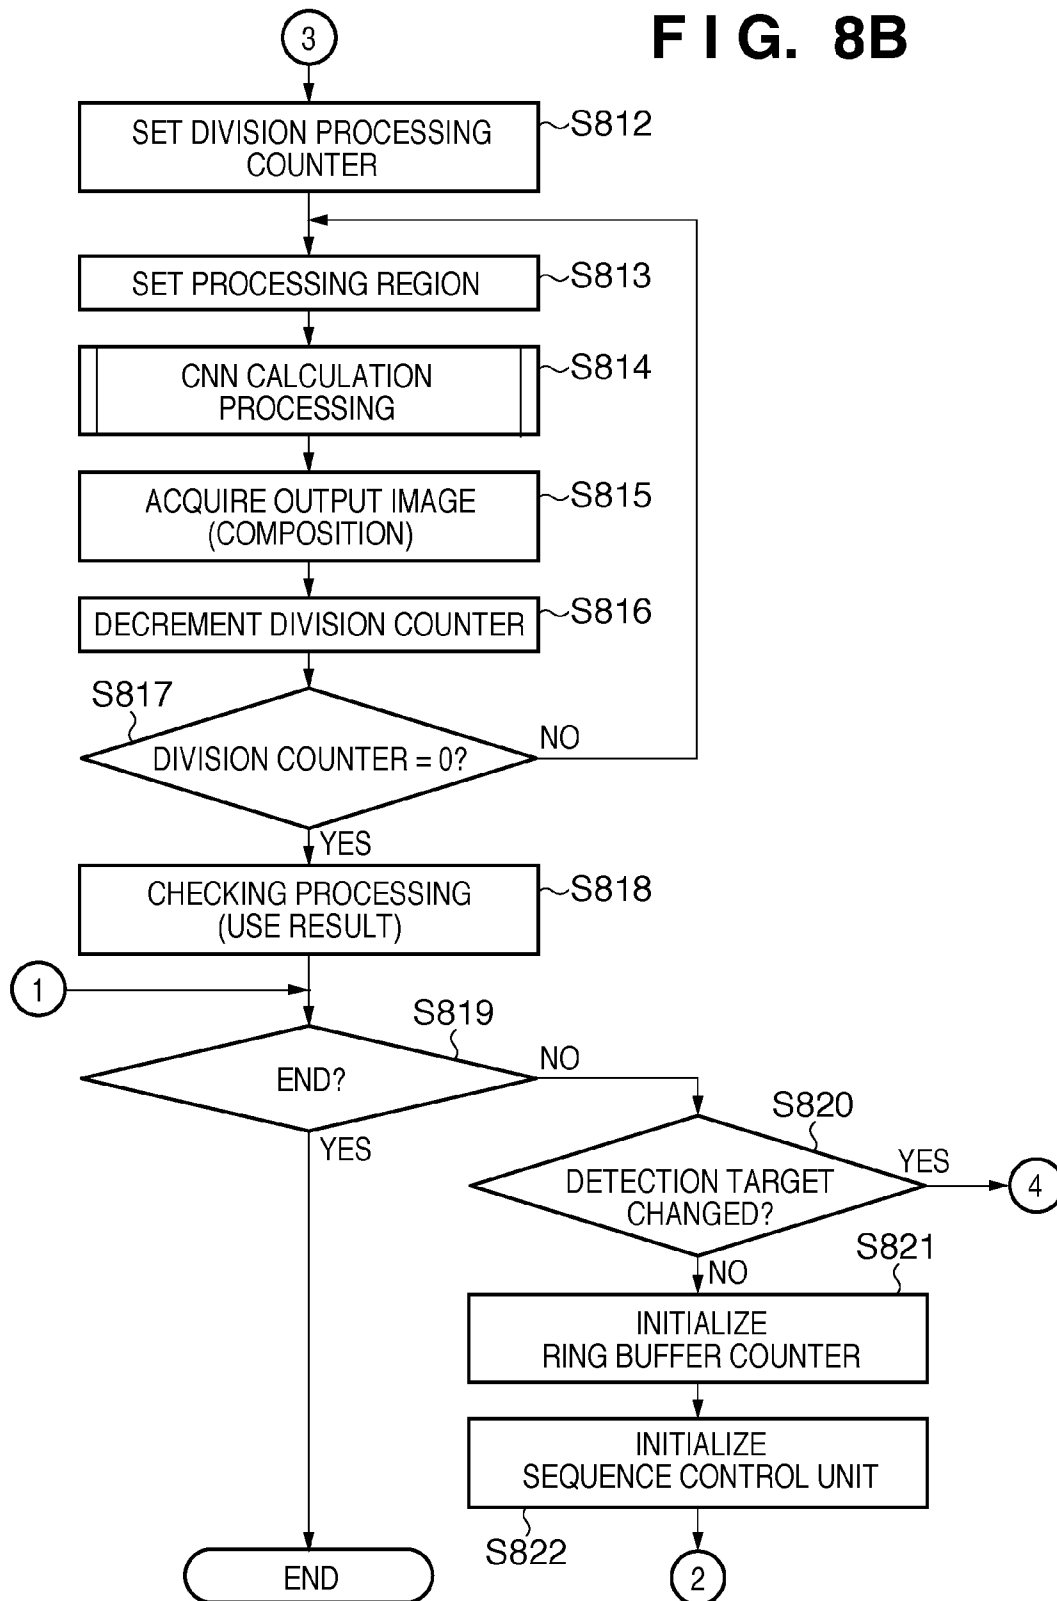 FIG. 8B
3
SET DIVISION PROCESSING
COUNTER
S812
SET PROCESSING REGION
S813
CNN CALCULATION
PROCESSING
S814
ACQUIRE OUTPUT IMAGE
(COMPOSITION)
S815
DECREMENT DIVISION COUNTER
S816
S817
DIVISION COUNTER = 0?
NO
YES
CHECKING PROCESSING
(USE RESULT)
S818
1
S819
END?
NO
YES
S820
DETECTION TARGET
CHANGED?
YES
4
NO
S821
INITIALIZE
RING BUFFER COUNTER
INITIALIZE
SEQUENCE CONTROL UNIT
S822
END
2